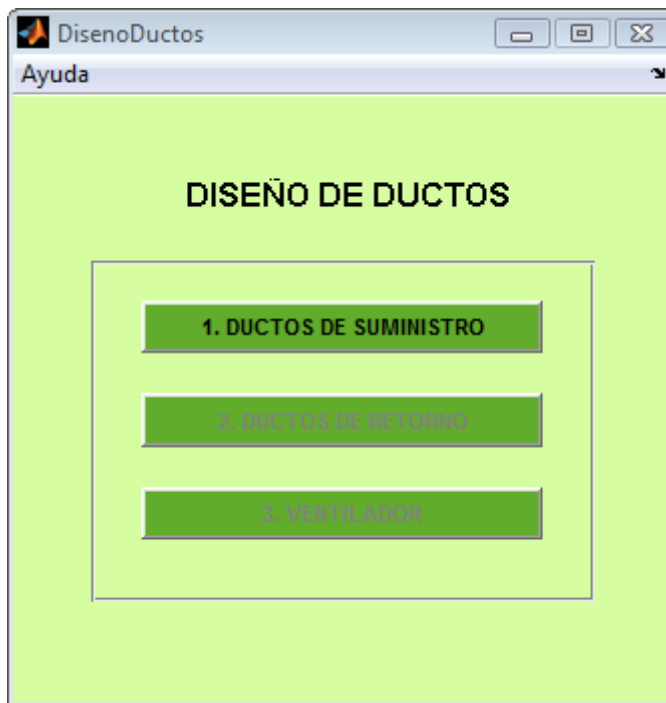 DisenoDuctos
Ayuda
DISEÑO DE DUCTOS
1. DUCTOS DE SUMINISTRO
2. DUCTOS DE RETORNO
3. VENTILADOR